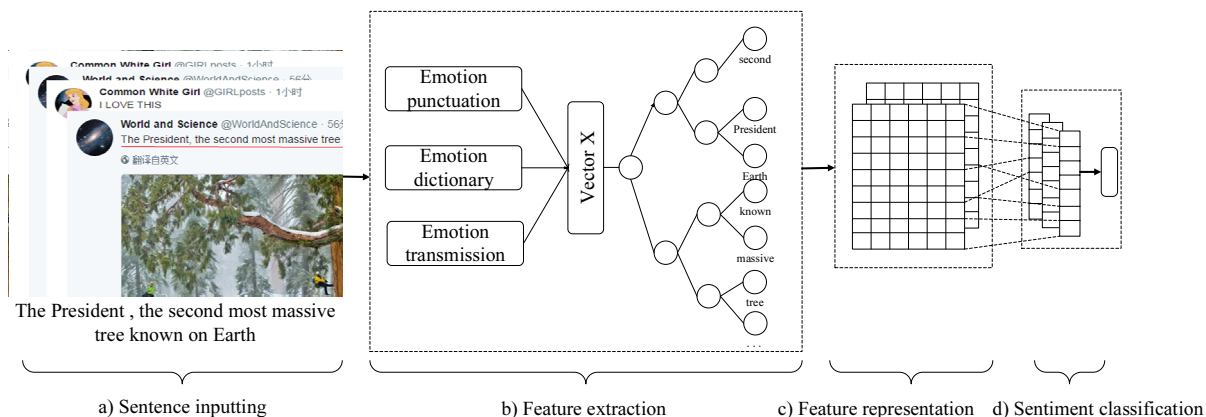 Common White Girl @GIRLposts · 1小时
World and Science @WorldAndScience · 56分
Common White Girl @GIRLposts · 1小时
I LOVE THIS
World and Science @WorldAndScience · 56
The President, the second most massive tree
翻译自英文
The President , the second most massive
tree known on Earth
a) Sentence inputting
Emotion
punctuation
Emotion
dictionary
Emotion
transmission
Vector X
second
President
Earth
known
massive
tree
...
b) Feature extraction
c) Feature representation
d) Sentiment classification